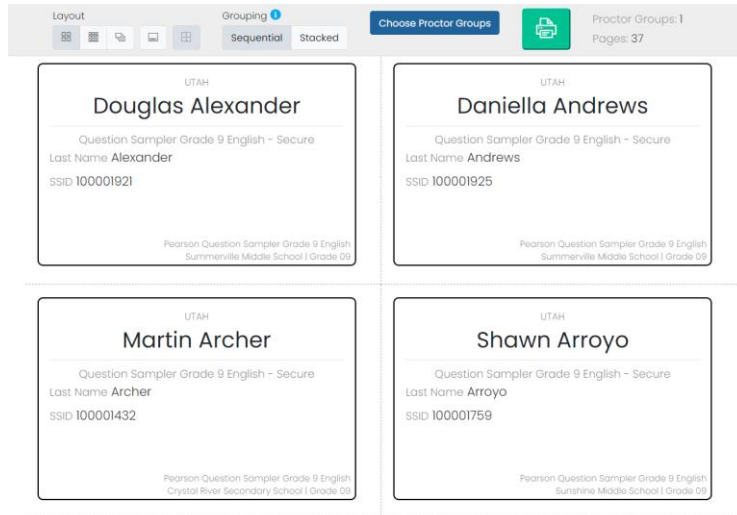 Layout
Grouping
Sequential Stacked
Choose Proctor Groups
Proctor Groups: 1
Pages: 37
UTAH
Douglas Alexander
Question Sampler Grade 9 English - Secure
Last Name Alexander
SSID 100001921
Pearson Question Sampler Grade 9 English
Summerville Middle School | Grade 09
UTAH
Daniella Andrews
Question Sampler Grade 9 English - Secure
Last Name Andrews
SSID 100001925
Pearson Question Sampler Grade 9 English
Summerville Middle School | Grade 09
UTAH
Martin Archer
Question Sampler Grade 9 English - Secure
Last Name Archer
SSID 100001432
Pearson Question Sampler Grade 9 English
Crystal River Secondary School | Grade 09
UTAH
Shawn Arroyo
Question Sampler Grade 9 English - Secure
Last Name Arroyo
SSID 100001759
Pearson Question Sampler Grade 9 English
Sunshine Middle School | Grade 09